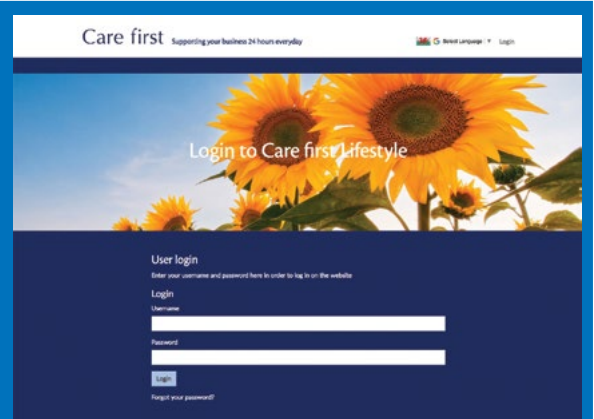 Care first Supporting your business 24 hours everyday
G Select Language ▼ Login
Login to Care first Lifestyle
User login
Enter your username and password here in order to log in on the website
Login
Username
Password
Login
Forgot your password?